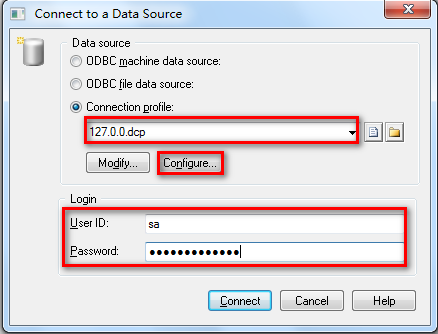 Connect to a Data Source
Data source
ODBC machine data source:
ODBC file data source:
Connection profile:
127.0.0.dcp
Modify...
Configure...
Login
User ID:
sa
Password:
●●●●●●●●●●●●●
Connect
Cancel
Help